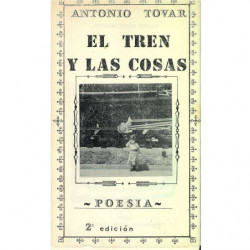 ANTONIO TOVAR
EL TREN
Y LAS COSAS
~ POESIA ~
2ª edición